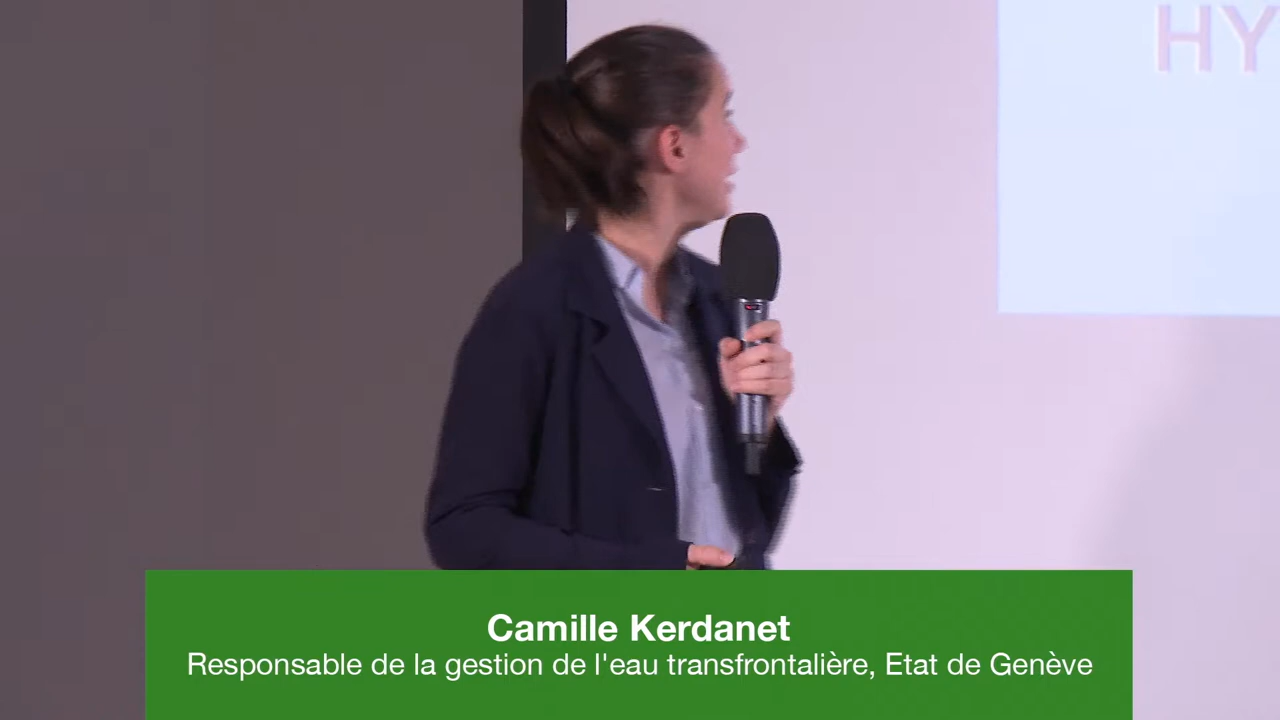 HY
Camille Kerdanet
Responsable de la gestion de l'eau transfrontalière, Etat de Genève